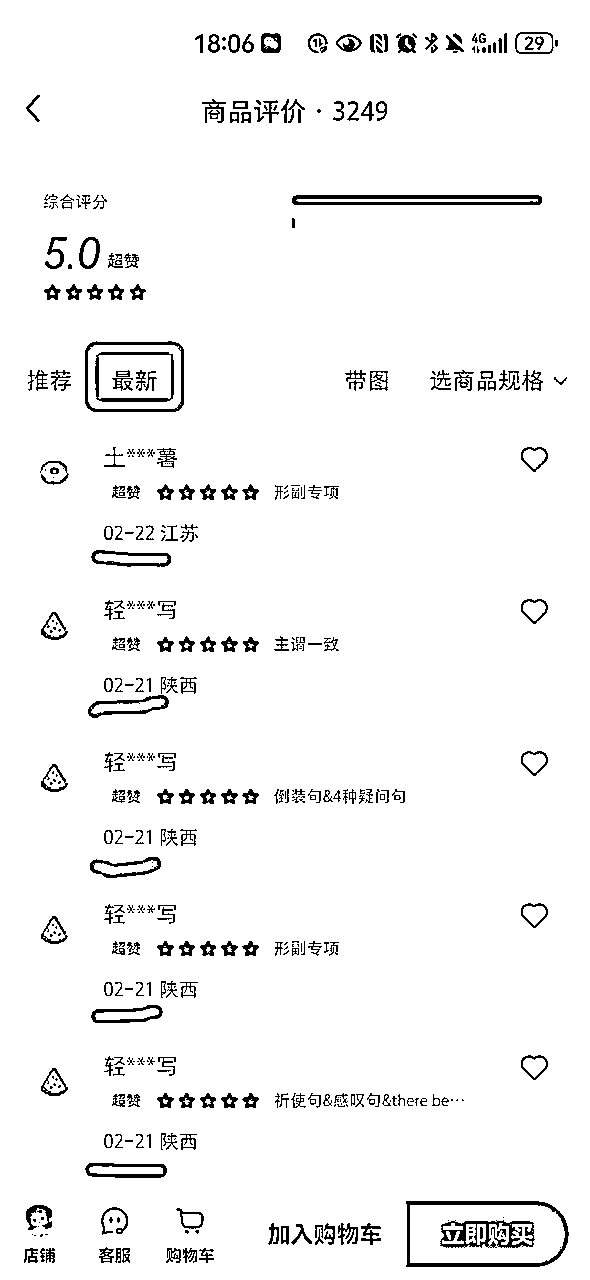 18:06 4G 29
商品评价 · 3249
综合评分
5.0 超赞
推荐 最新 带图 选商品规格
土***薯
超赞 形副专项
02-22 江苏
轻***写
超赞 主谓一致
02-21 陕西
轻***写
超赞 倒装句&4种疑问句
02-21 陕西
轻***写
超赞 形副专项
02-21 陕西
轻***写
超赞 祈使句&感叹句&there be…
02-21 陕西
店铺 客服 购物车 加入购物车 立即购买